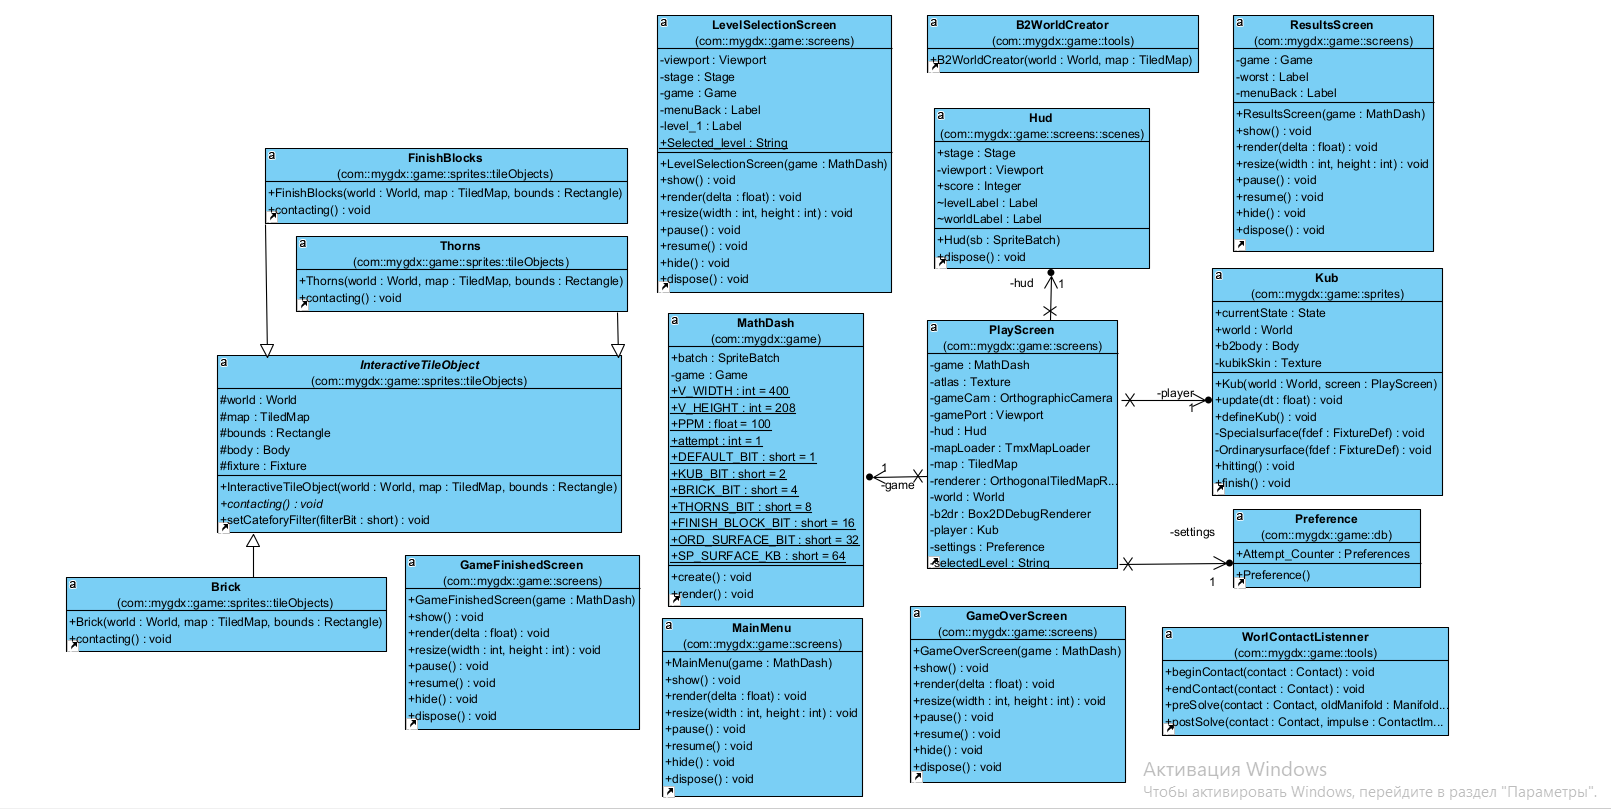 a
LevelSelectionScreen
(com::mygdx::game::screens)
-viewport : Viewport
-stage : Stage
-game : Game
-menuBack : Label
-level_1 : Label
+Selected_level : String
+LevelSelectionScreen(game : MathDash)
+show() : void
+render(delta : float) : void
+resize(width : int, height : int) : void
+pause() : void
+resume() : void
+hide() : void
+dispose() : void
a
B2WorldCreator
(com::mygdx::game::tools)
+B2WorldCreator(world : World, map : TiledMap)
a
ResultsScreen
(com::mygdx::game::screens)
-game : Game
-worst : Label
-menuBack : Label
+ResultsScreen(game : MathDash)
+show() : void
+render(delta : float) : void
+resize(width : int, height : int) : void
+pause() : void
+resume() : void
+hide() : void
+dispose() : void
a
Hud
(com::mygdx::game::screens::scenes)
+stage : Stage
-viewport : Viewport
+score : Integer
~levelLabel : Label
~worldLabel : Label
+Hud(sb : SpriteBatch)
+dispose() : void
a
FinishBlocks
(com::mygdx::game::sprites::tileObjects)
+FinishBlocks(world : World, map : TiledMap, bounds : Rectangle)
+contacting() : void
a
Thorns
(com::mygdx::game::sprites::tileObjects)
+Thorns(world : World, map : TiledMap, bounds : Rectangle)
+contacting() : void
a
InteractiveTileObject
(com::mygdx::game::sprites::tileObjects)
#world : World
#map : TiledMap
#bounds : Rectangle
#body : Body
#fixture : Fixture
+InteractiveTileObject(world : World, map : TiledMap, bounds : Rectangle)
+contacting() : void
+setCateforyFilter(filterBit : short) : void
a
Brick
(com::mygdx::game::sprites::tileObjects)
+Brick(world : World, map : TiledMap, bounds : Rectangle)
+contacting() : void
a
GameFinishedScreen
(com::mygdx::game::screens)
+GameFinishedScreen(game : MathDash)
+show() : void
+render(delta : float) : void
+resize(width : int, height : int) : void
+pause() : void
+resume() : void
+hide() : void
+dispose() : void
a
MathDash
(com::mygdx::game)
+batch : SpriteBatch
-game : Game
+V_WIDTH : int = 400
+V_HEIGHT : int = 208
+PPM : float = 100
+attempt : int = 1
+DEFAULT_BIT : short = 1
+KUB_BIT : short = 2
+BRICK_BIT : short = 4
+THORNS_BIT : short = 8
+FINISH_BLOCK_BIT : short = 16
+ORD_SURFACE_BIT : short = 32
+SP_SURFACE_KB : short = 64
+create() : void
+render() : void
a
MainMenu
(com::mygdx::game::screens)
+MainMenu(game : MathDash)
+show() : void
+render(delta : float) : void
+resize(width : int, height : int) : void
+pause() : void
+resume() : void
+hide() : void
+dispose() : void
-hud
1
1
-game
a
PlayScreen
(com::mygdx::game::screens)
-game : MathDash
-atlas : Texture
-gameCam : OrthographicCamera
-gamePort : Viewport
-hud : Hud
-mapLoader : TmxMapLoader
-map : TiledMap
-renderer : OrthogonalTiledMapR...
-world : World
-b2dr : Box2DDebugRenderer
-player : Kub
-settings : Preference
-selectedLevel : String
-player
1
a
Kub
(com::mygdx::game::sprites)
+currentState : State
+world : World
+b2body : Body
-kubikSkin : Texture
+Kub(world : World, screen : PlayScreen)
+update(dt : float) : void
+defineKub() : void
-Specialsurface(fdef : FixtureDef) : void
-Ordinarysurface(fdef : FixtureDef) : void
+hitting() : void
+finish() : void
-settings
1
a
Preference
(com::mygdx::game::db)
+Attempt_Counter : Preferences
+Preference()
a
GameOverScreen
(com::mygdx::game::screens)
+GameOverScreen(game : MathDash)
+show() : void
+render(delta : float) : void
+resize(width : int, height : int) : void
+pause() : void
+resume() : void
+hide() : void
+dispose() : void
a
WorlContactListenner
(com::mygdx::game::tools)
+beginContact(contact : Contact) : void
+endContact(contact : Contact) : void
+preSolve(contact : Contact, oldManifold : Manifold...
+postSolve(contact : Contact, impulse : ContactIm...
Активация Windows
Чтобы активировать Windows, перейдите в раздел "Параметры".